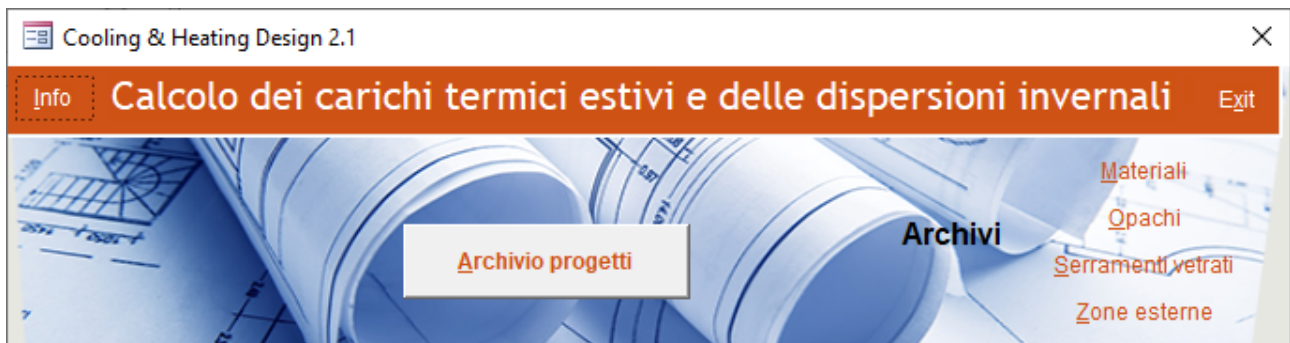 Cooling & Heating Design 2.1
Info Calcolo dei carichi termici estivi e delle dispersioni invernali Exit
Materiali
Opachi
Archivi
Archivio progetti
Serramenti vetrati
Zone esterne